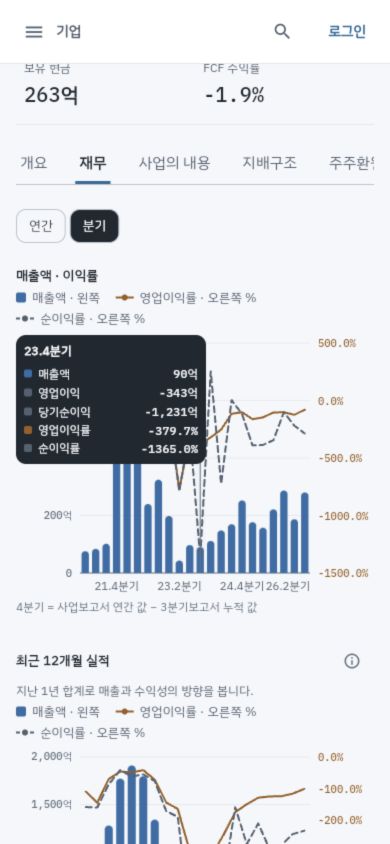 기업
로그인
보유 현금
FCF 수익률
263억
-1.9%
개요 재무 사업의 내용 지배구조 주주환
연간 분기
매출액 · 이익률
매출액 · 왼쪽 영업이익률 · 오른쪽 %
순이익률 · 오른쪽 %
23.4분기
매출액 90억
영업이익 -343억
당기순이익 -1,231억
영업이익률 -379.7%
순이익률 -1365.0%
500.0%
0.0%
-500.0%
200억 -1000.0%
0 -1500.0%
21.4분기 23.2분기 24.4분기 26.2분기
4분기 = 사업보고서 연간 값 − 3분기보고서 누적 값
최근 12개월 실적
지난 1년 합계로 매출과 수익성의 방향을 봅니다.
매출액 · 왼쪽 영업이익률 · 오른쪽 %
순이익률 · 오른쪽 %
2,000억 0.0%
-100.0%
1,500억
-200.0%